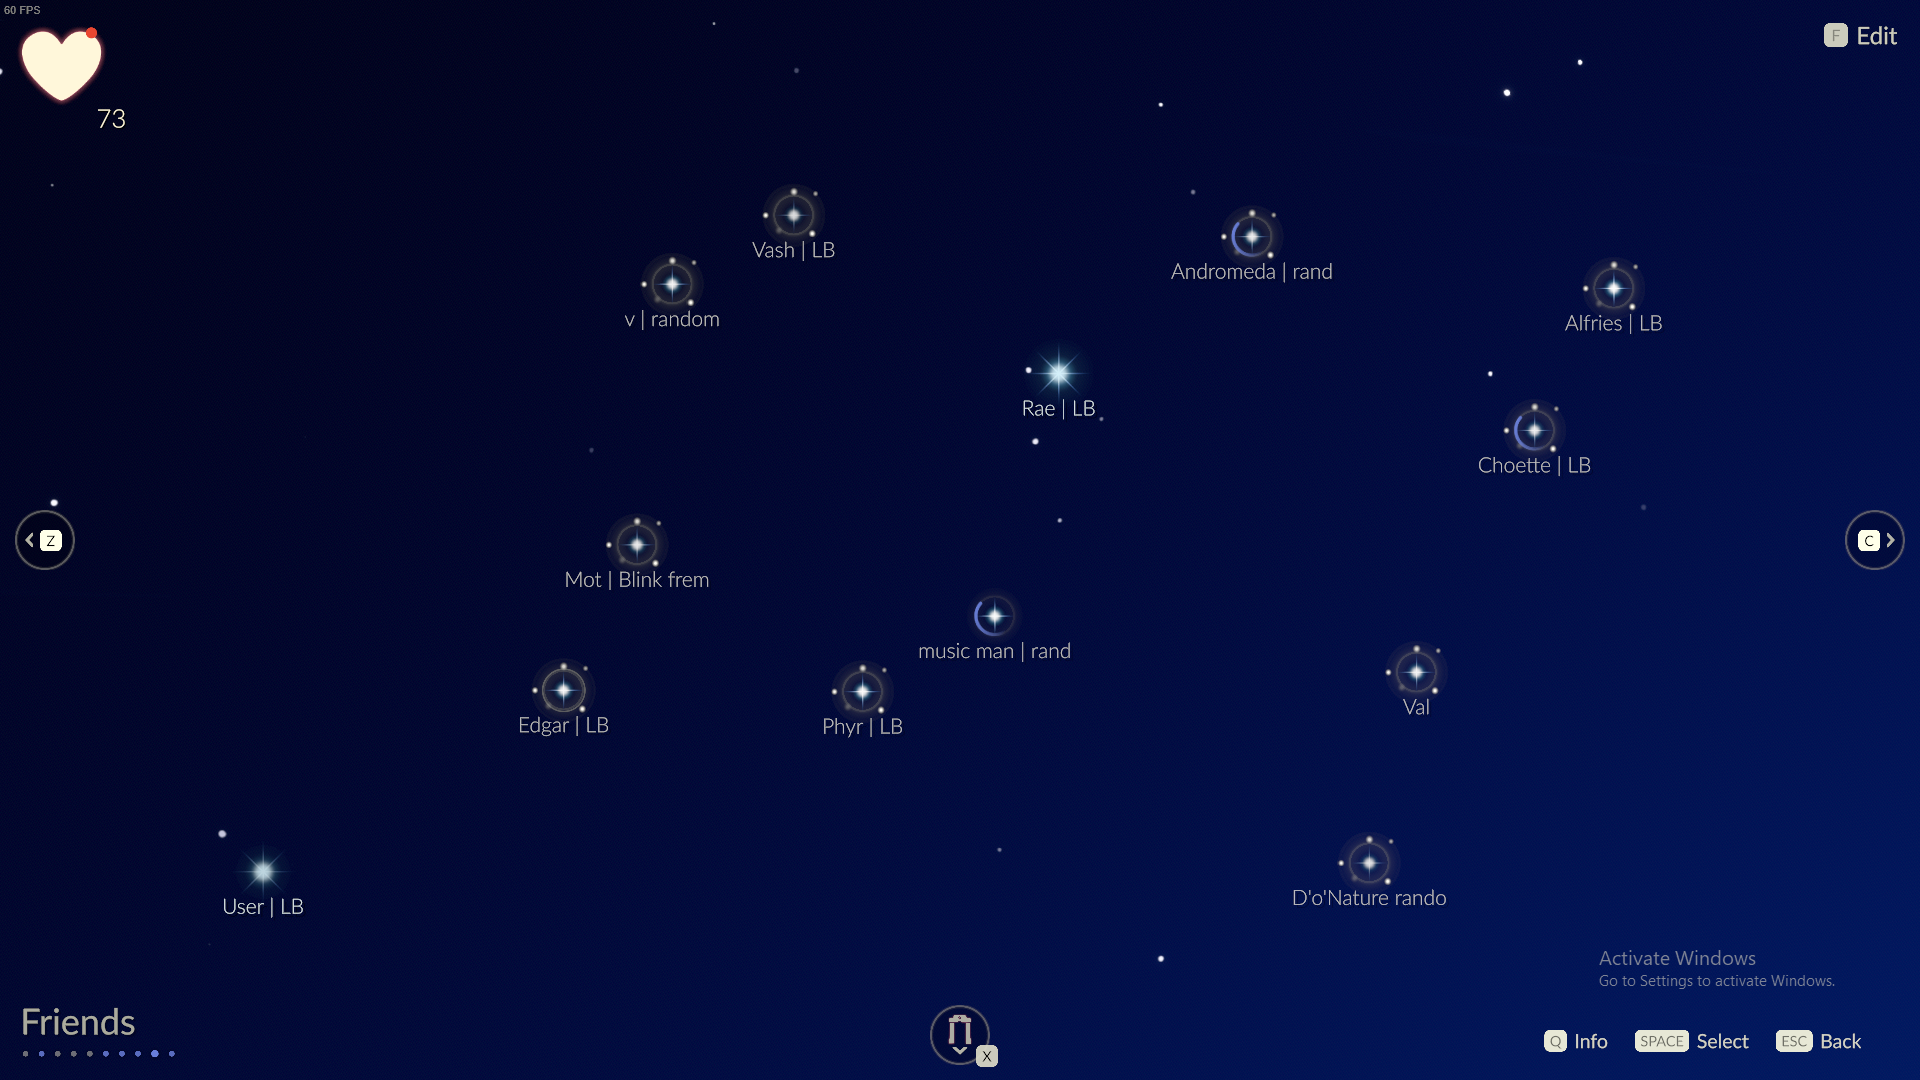 60 FPS
F Edit
73
Vash | LB
Andromeda | rand
v | random
Alfries | LB
Rae | LB
Choette | LB
Z
C
Mot | Blink frem
music man | rand
Val
Edgar | LB
Phyr | LB
User | LB
D'o'Nature rando
Activate Windows
Go to Settings to activate Windows.
Friends
X
Q Info SPACE Select ESC Back